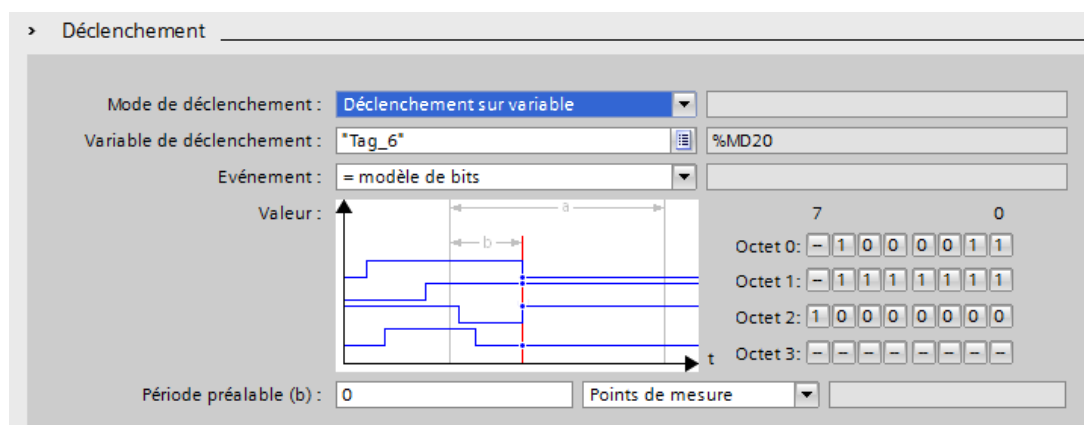 › Déclenchement
Mode de déclenchement : Déclenchement sur variable
Variable de déclenchement : "Tag_6" %MD20
Evénement : = modèle de bits
Valeur : a 7 0
b Octet 0: - 1 0 0 0 0 1 1
Octet 1: - 1 1 1 1 1 1 1
Octet 2: 1 0 0 0 0 0 0 0
t Octet 3: - - - - - - - -
Période préalable (b) : 0 Points de mesure